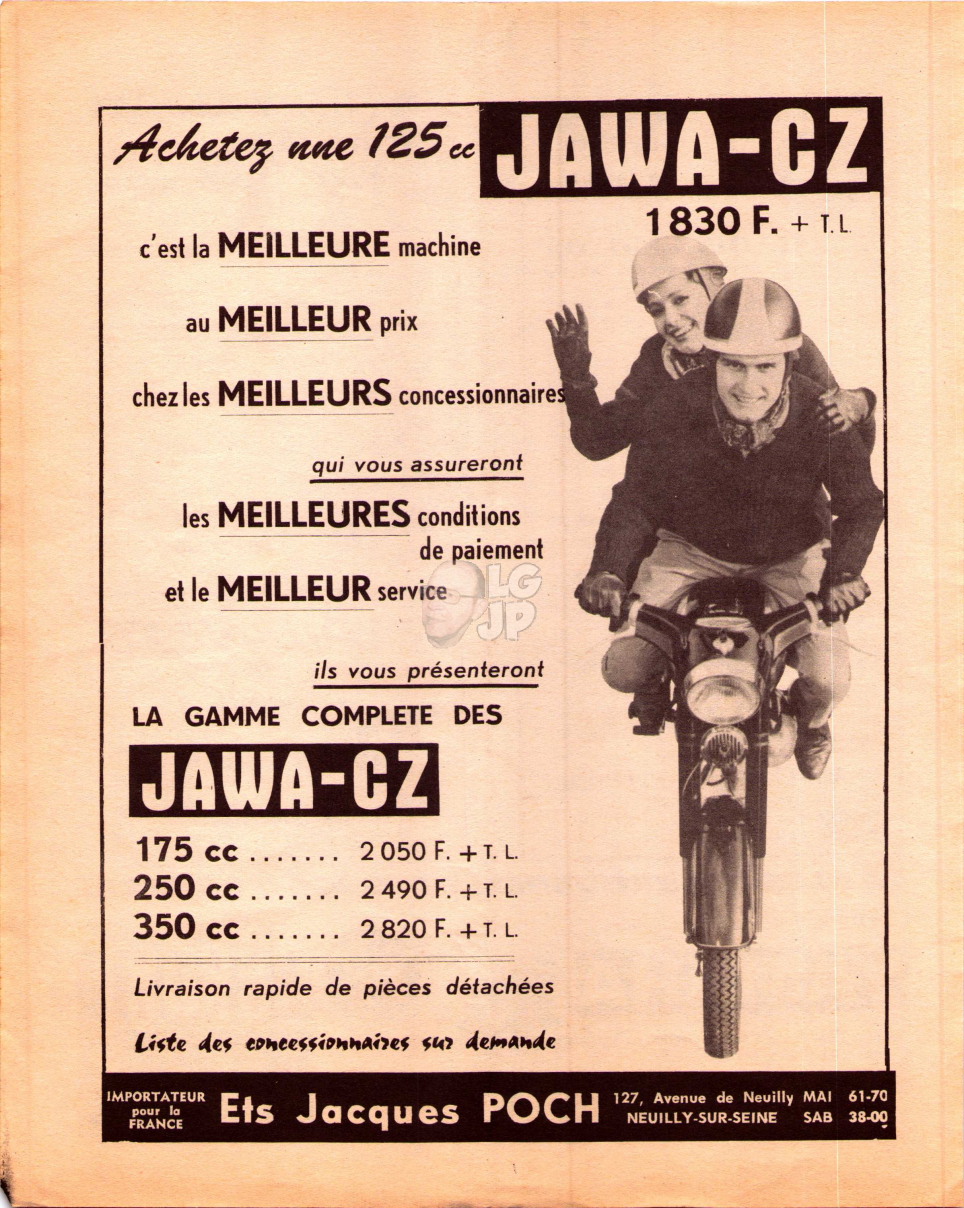 Achetez nne 125 cc JAWA-CZ
1830 F. + T. L.
c'est la MEILLEURE machine
au MEILLEUR prix
chez les MEILLEURS concessionnaires
qui vous assureront
les MEILLEURES conditions
de paiement
et le MEILLEUR service
LG
JP
ils vous présenteront
LA GAMME COMPLETE DES
JAWA-CZ
175 cc ....... 2 050 F. + T. L.
250 cc ....... 2 490 F. + T. L.
350 cc ....... 2 820 F. + T. L.
Livraison rapide de pièces détachées
Liste des concessionnaires sur demande
IMPORTATEUR
pour la
FRANCE
Ets Jacques POCH
127, Avenue de Neuilly MAI 61-70
NEUILLY-SUR-SEINE SAB 38-00